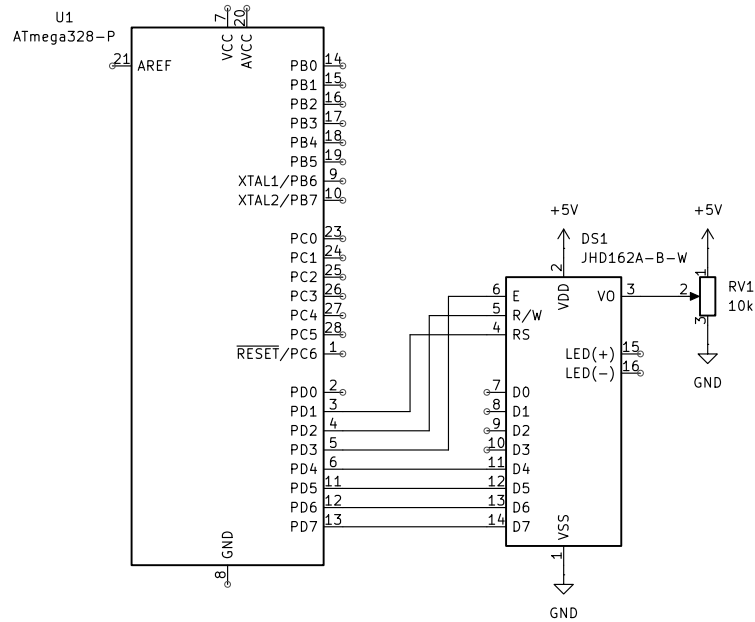 U1
ATmega328-P
7
VCC
20
AVCC
21
AREF
PB0
14
PB1
15
PB2
16
PB3
17
PB4
18
PB5
19
XTAL1/PB6
9
XTAL2/PB7
10
PC0
23
PC1
24
PC2
25
PC3
26
PC4
27
PC5
28
RESET/PC6
1
PD0
2
PD1
3
PD2
4
PD3
5
PD4
6
PD5
11
PD6
12
PD7
13
GND
8
+5V
DS1
JHD162A-B-W
2
VDD
6
E
5
R/W
4
RS
7
D0
8
D1
9
D2
10
D3
11
D4
12
D5
13
D6
14
D7
VO
3
LED(+)
15
LED(-)
16
VSS
1
GND
+5V
1
2
3
RV1
10k
GND